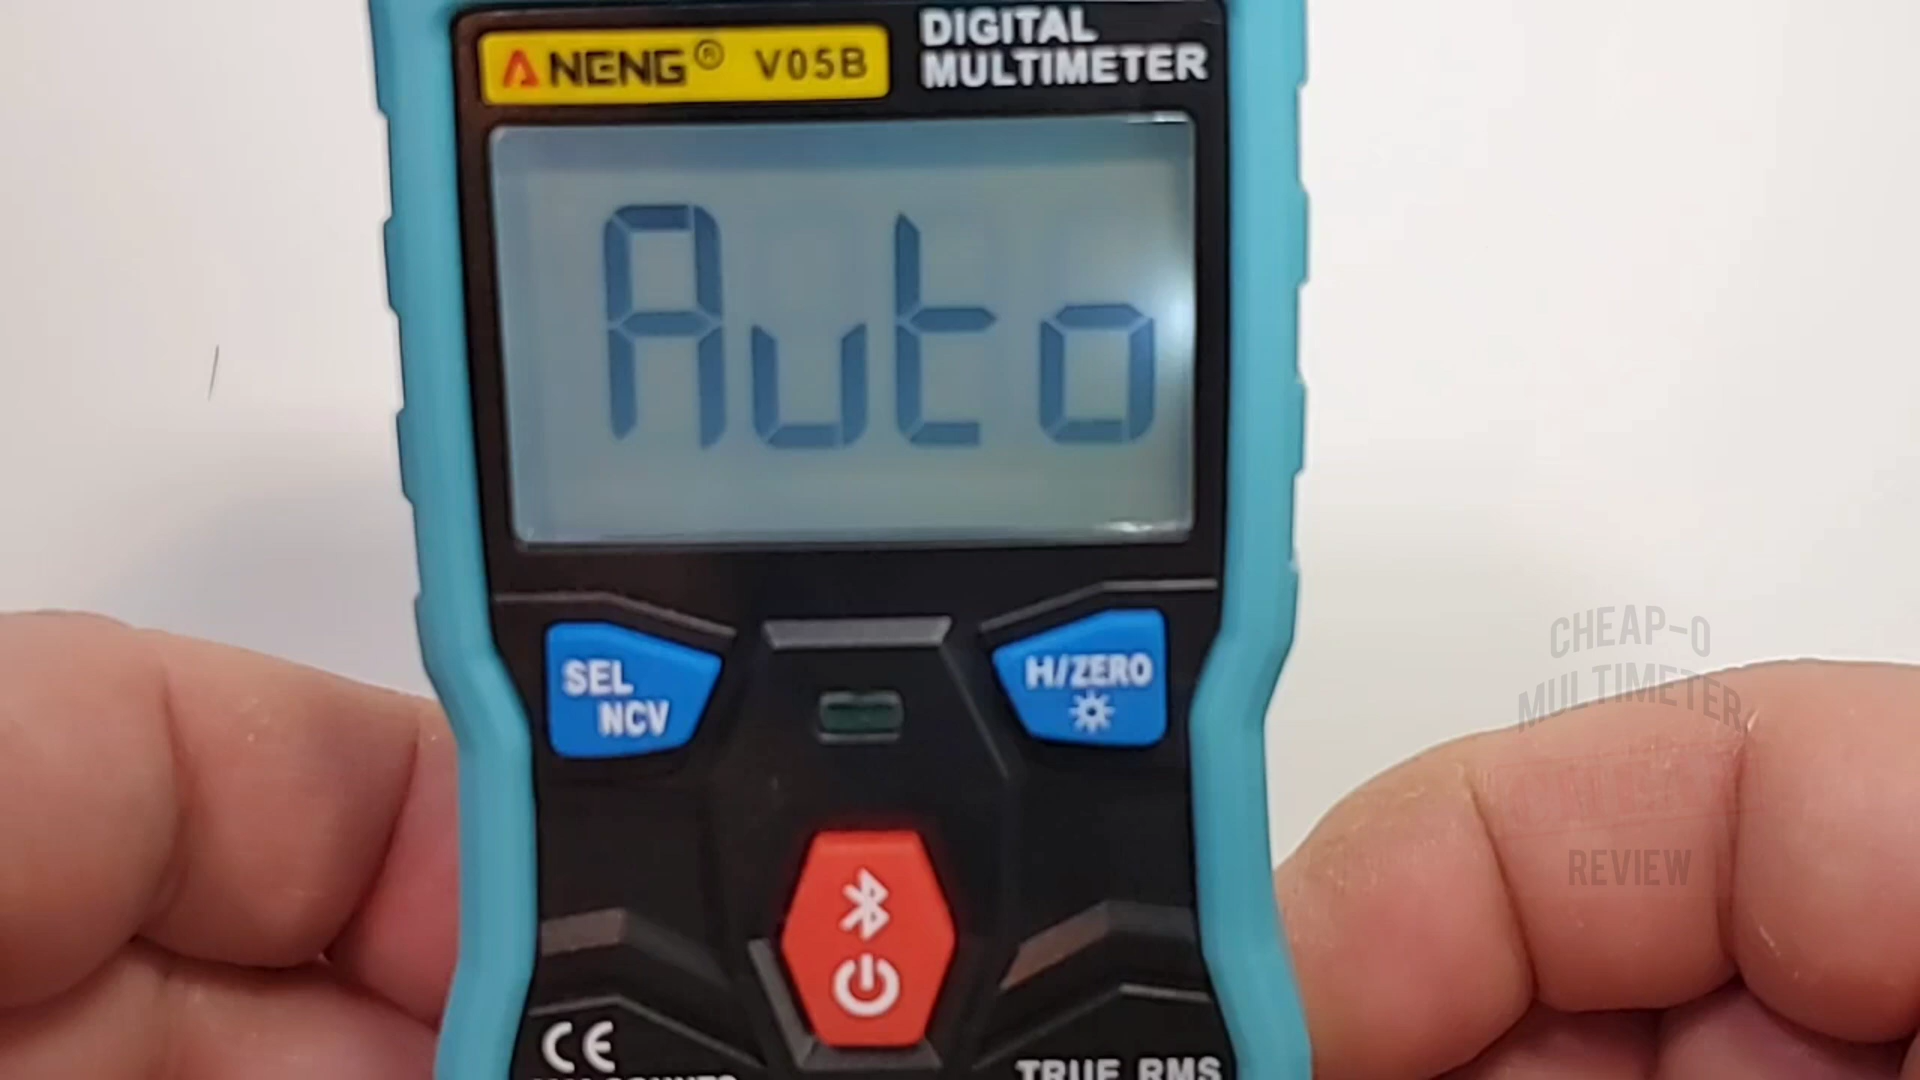 ANENG® V05B
DIGITAL
MULTIMETER
Auto
SEL
NCV
H/ZERO
CHEAP-O
MULTIMETER
REVIEW
CE
TRUE RMS